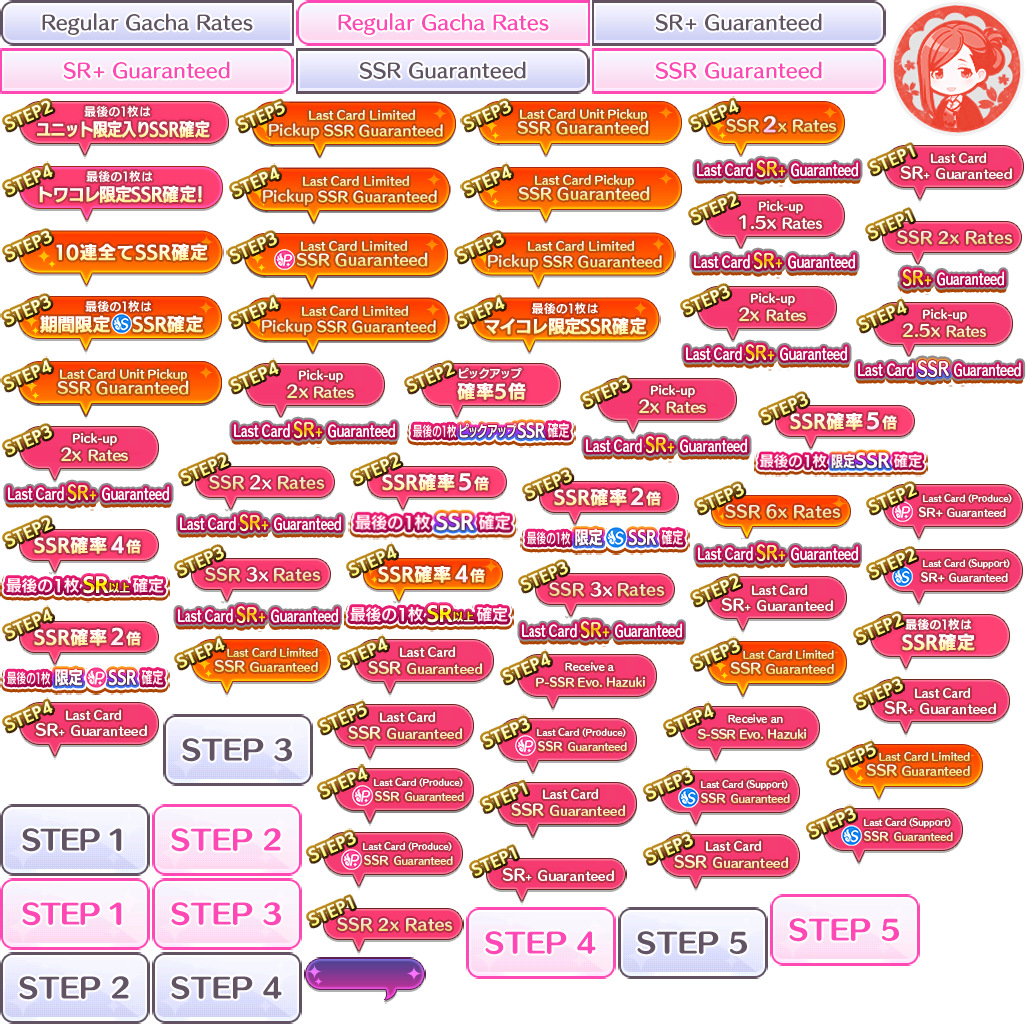 Regular Gacha Rates
Regular Gacha Rates
SR+ Guaranteed
SR+ Guaranteed
SSR Guaranteed
SSR Guaranteed
STEP2
最後の1枚は
ユニット限定入りSSR確定
STEP5
Last Card Limited
Pickup SSR Guaranteed
STEP3
Last Card Unit Pickup
SSR Guaranteed
STEP4
SSR 2x Rates
Last Card SR+ Guaranteed
STEP1
Last Card
SR+ Guaranteed
STEP4
最後の1枚は
トワコレ限定SSR確定!
STEP4
Last Card Limited
Pickup SSR Guaranteed
STEP4
Last Card Pickup
SSR Guaranteed
STEP2
Pick-up
1.5x Rates
Last Card SR+ Guaranteed
STEP1
SSR 2x Rates
SR+ Guaranteed
STEP3
10連全てSSR確定
STEP3
Last Card Limited
P SSR Guaranteed
STEP3
Last Card Limited
Pickup SSR Guaranteed
STEP3
Pick-up
2x Rates
Last Card SR+ Guaranteed
STEP4
Pick-up
2.5x Rates
Last Card SSR Guaranteed
STEP3
最後の1枚は
期間限定 S SSR確定
STEP4
Last Card Limited
Pickup SSR Guaranteed
STEP4
最後の1枚は
マイコレ限定SSR確定
STEP4
Last Card Unit Pickup
SSR Guaranteed
STEP4
Pick-up
2x Rates
Last Card SR+ Guaranteed
STEP2
ピックアップ
確率5倍
最後の1枚ピックアップSSR確定
STEP3
Pick-up
2x Rates
Last Card SR+ Guaranteed
STEP3
SSR確率5倍
最後の1枚 限定SSR 確定
STEP3
Pick-up
2x Rates
Last Card SR+ Guaranteed
STEP2
SSR 2x Rates
Last Card SR+ Guaranteed
STEP4
SSR確率5倍
最後の1枚 SSR 確定
STEP3
SSR確率2倍
最後の1枚 限定 S SSR 確定
STEP3
SSR 6x Rates
Last Card SR+ Guaranteed
STEP2
Last Card (Produce)
P SR+ Guaranteed
STEP2
SSR確率4倍
最後の1枚 SR以上 確定
STEP3
SSR 3x Rates
Last Card SR+ Guaranteed
STEP4
SSR確率4倍
最後の1枚 SR以上 確定
STEP3
SSR 3x Rates
Last Card SR+ Guaranteed
STEP2
Last Card
SR+ Guaranteed
STEP2
Last Card (Support)
S SR+ Guaranteed
STEP4
SSR確率2倍
最後の1枚 限定 P SSR 確定
STEP4
Last Card Limited
SSR Guaranteed
STEP4
Last Card
SSR Guaranteed
STEP4
Receive a
P-SSR Evo. Hazuki
STEP3
Last Card Limited
SSR Guaranteed
STEP2
最後の1枚は
SSR確定
STEP4
Last Card
SR+ Guaranteed
STEP 3
STEP5
Last Card
SSR Guaranteed
STEP3
Last Card (Produce)
P SSR Guaranteed
STEP4
Receive an
S-SSR Evo. Hazuki
STEP3
Last Card
SR+ Guaranteed
STEP4
Last Card (Produce)
P SSR Guaranteed
STEP1
Last Card
SSR Guaranteed
STEP3
Last Card (Support)
S SSR Guaranteed
STEP5
Last Card Limited
SSR Guaranteed
STEP 1
STEP 2
STEP3
Last Card (Produce)
P SSR Guaranteed
STEP1
SR+ Guaranteed
STEP3
Last Card
SSR Guaranteed
STEP3
Last Card (Support)
S SSR Guaranteed
STEP 1
STEP 3
STEP1
SSR 2x Rates
STEP 4
STEP 5
STEP 5
STEP 2
STEP 4